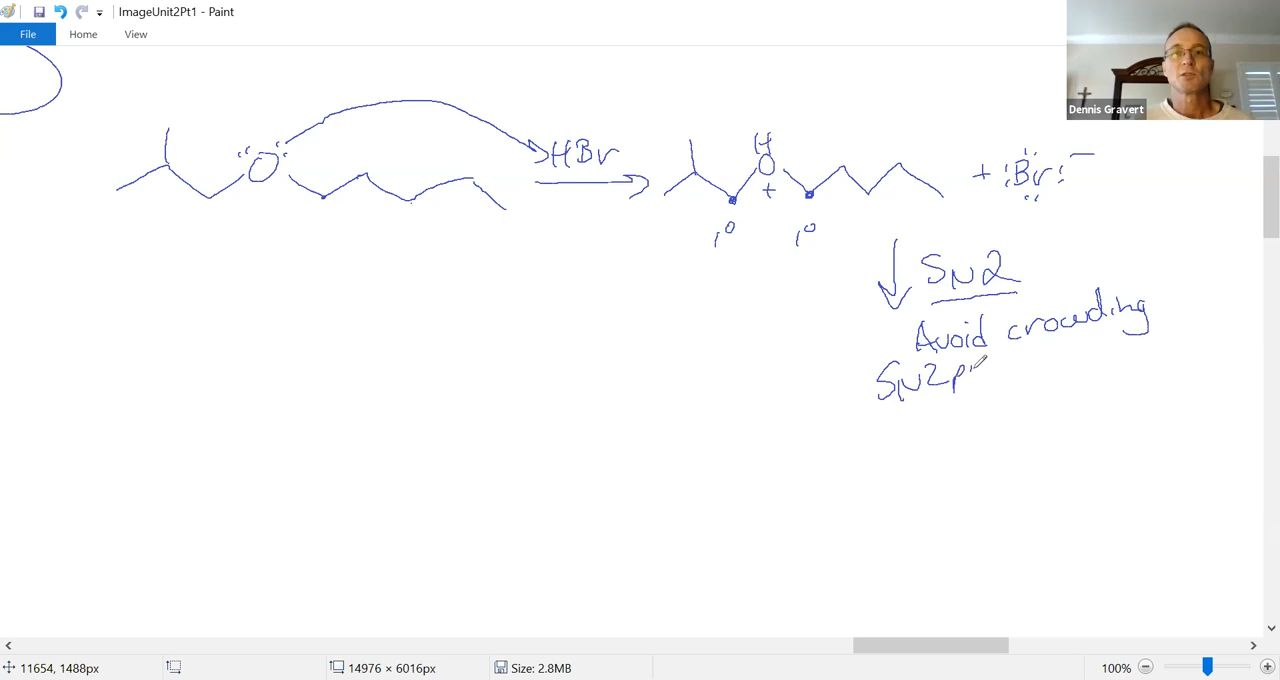 ImageUnit2Pt1 - Paint
File Home View
Dennis Gravert
O HBr
H
O
+
+ Br −
1° 1°
SN2
Avoid crowding
SN2 p
11654, 1488px 14976 × 6016px Size: 2.8MB 100%